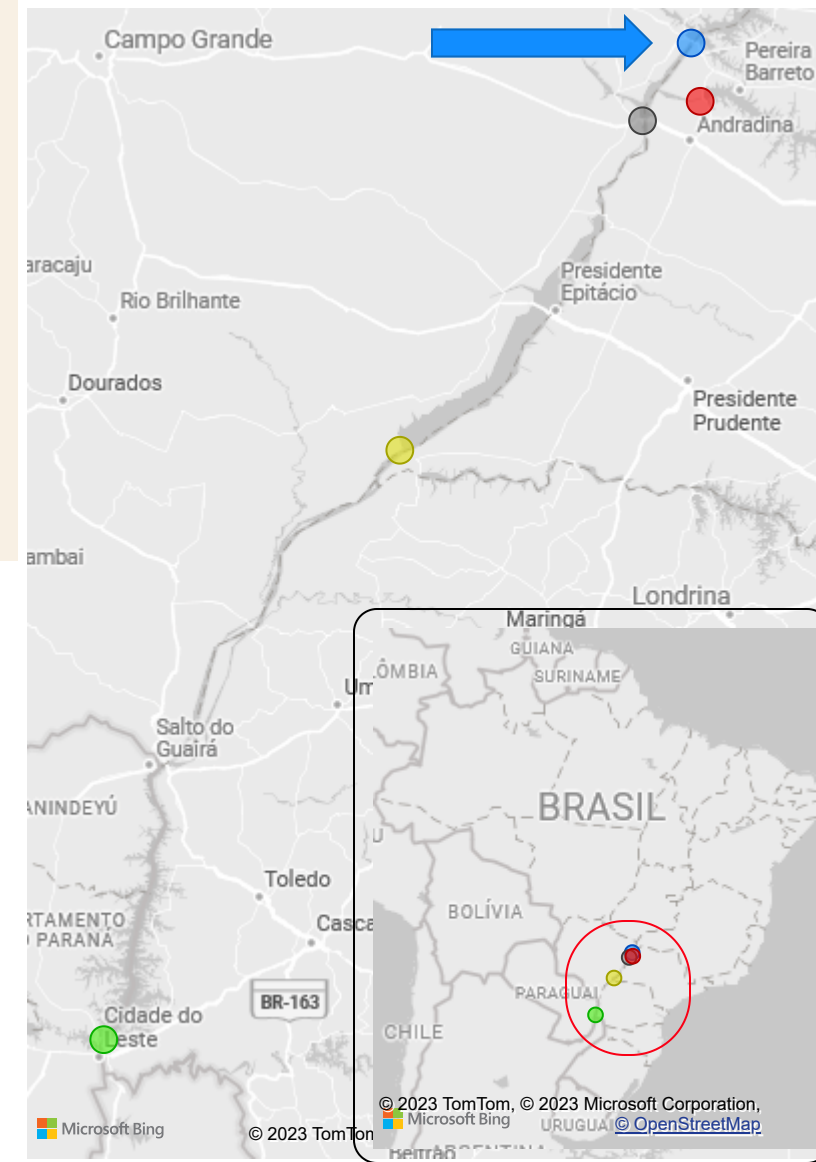 Campo Grande
Pereira
Barreto
Andradina
aracaju
Presidente
Epitácio
Rio Brilhante
Dourados
Presidente
Prudente
ambai
Londrina
Maringá
GUIANA
ÔMBIA
SURINAME
Um
Salto do
Guairá
ANINDEYÚ
BRASIL
U
Toledo
BOLÍVIA
RTAMENTO
O PARANÁ
Casca
PARAGUAI
BR-163
Cidade do
Leste
CHILE
© 2023 TomTom, © 2023 Microsoft Corporation,
Microsoft Bing
URUGUAI
© OpenStreetMap
Microsoft Bing
© 2023 TomTom
Beltrão
ARGENTINA